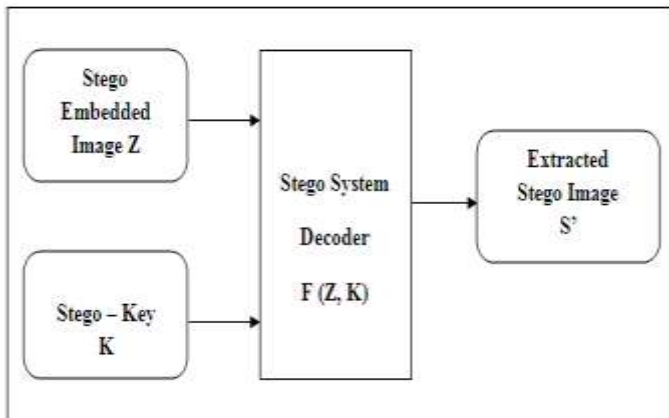 Stego
Embedded
Image Z
Stego – Key
K
Stego System
Decoder
F (Z, K)
Extracted
Stego Image
S’